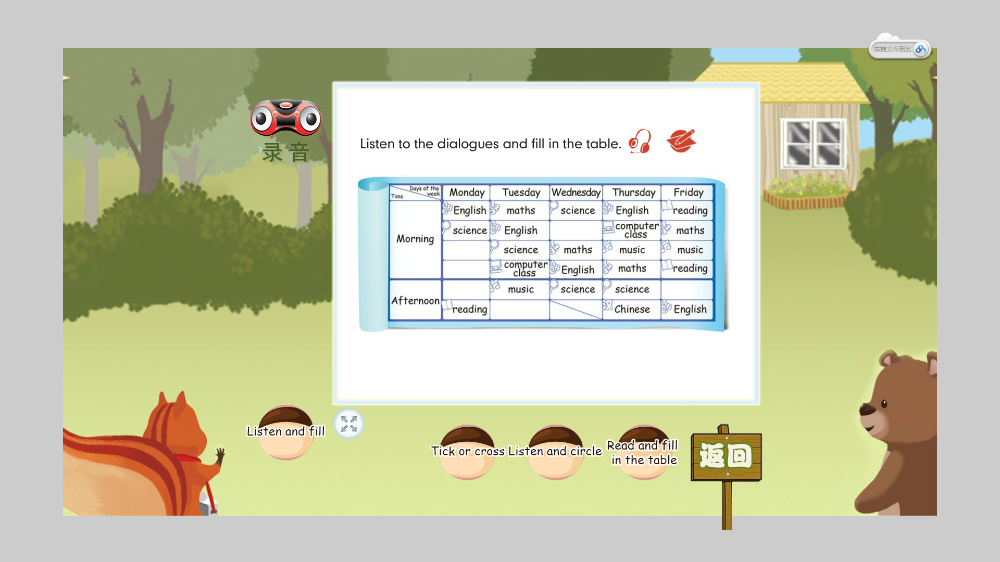 拖拽文件到此
录音
Listen to the dialogues and fill in the table.
Days of the week
Time
Monday Tuesday Wednesday Thursday Friday
Morning
English maths science English reading
science English computer class maths
science maths music music
computer class English maths reading
Afternoon
music science science
reading Chinese English
Listen and fill
Tick or cross Listen and circle
Read and fill
in the table
返回